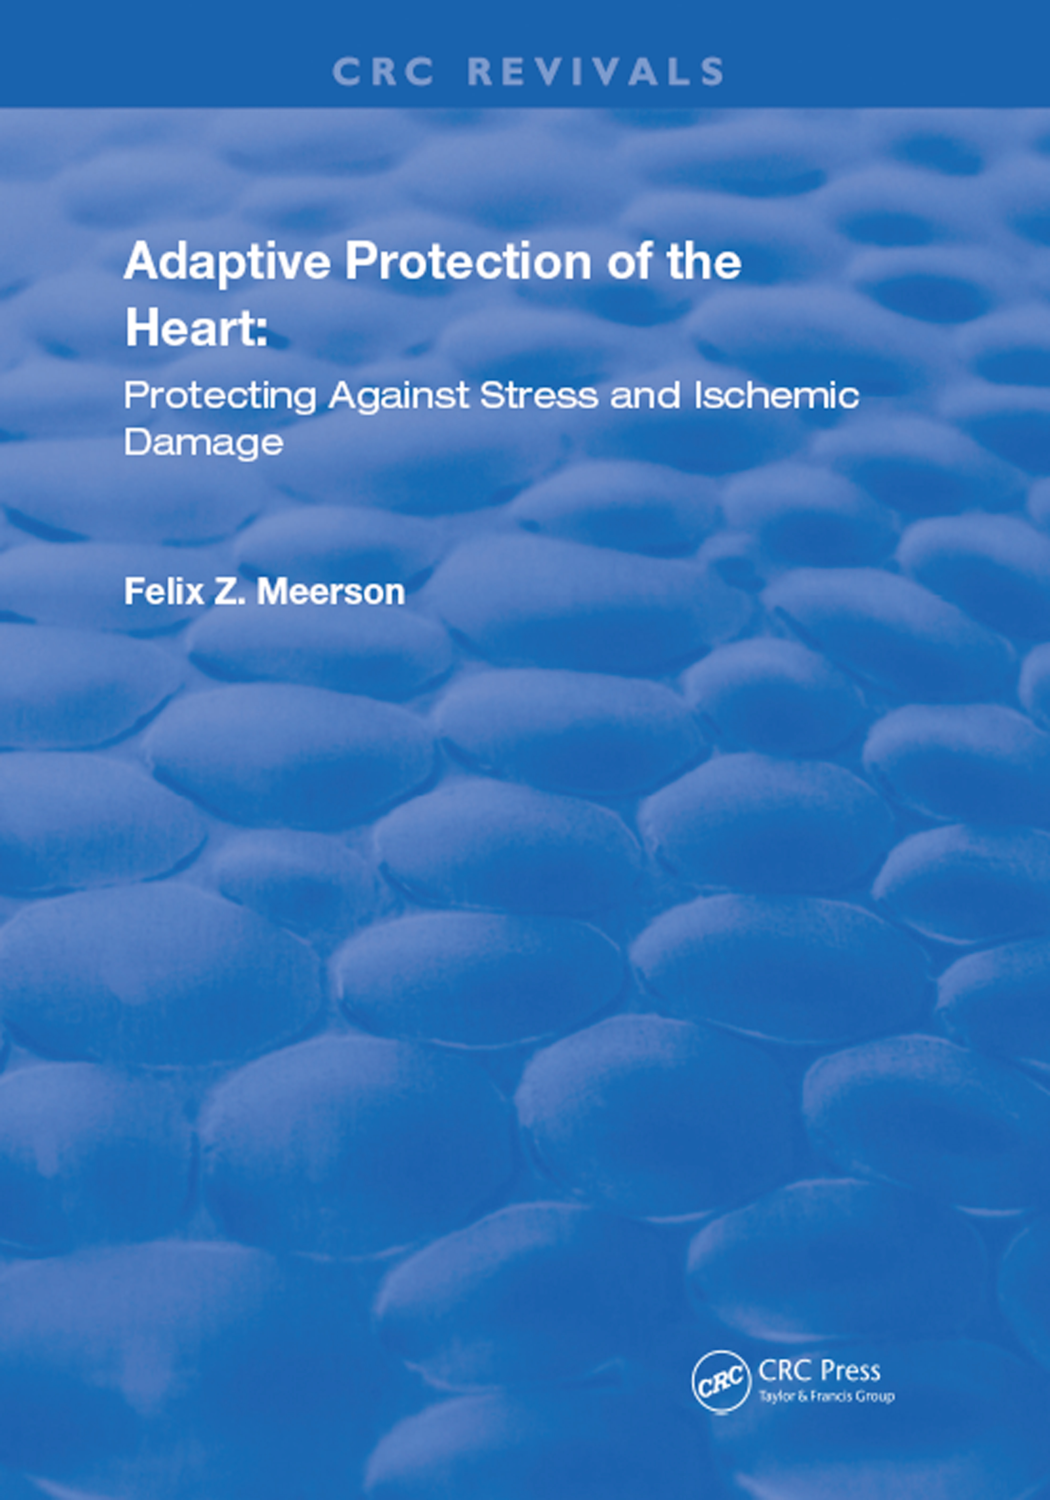 CRC REVIVALS
Adaptive Protection of the
Heart:
Protecting Against Stress and Ischemic
Damage
Felix Z. Meerson
CRC
CRC Press
Taylor & Francis Group